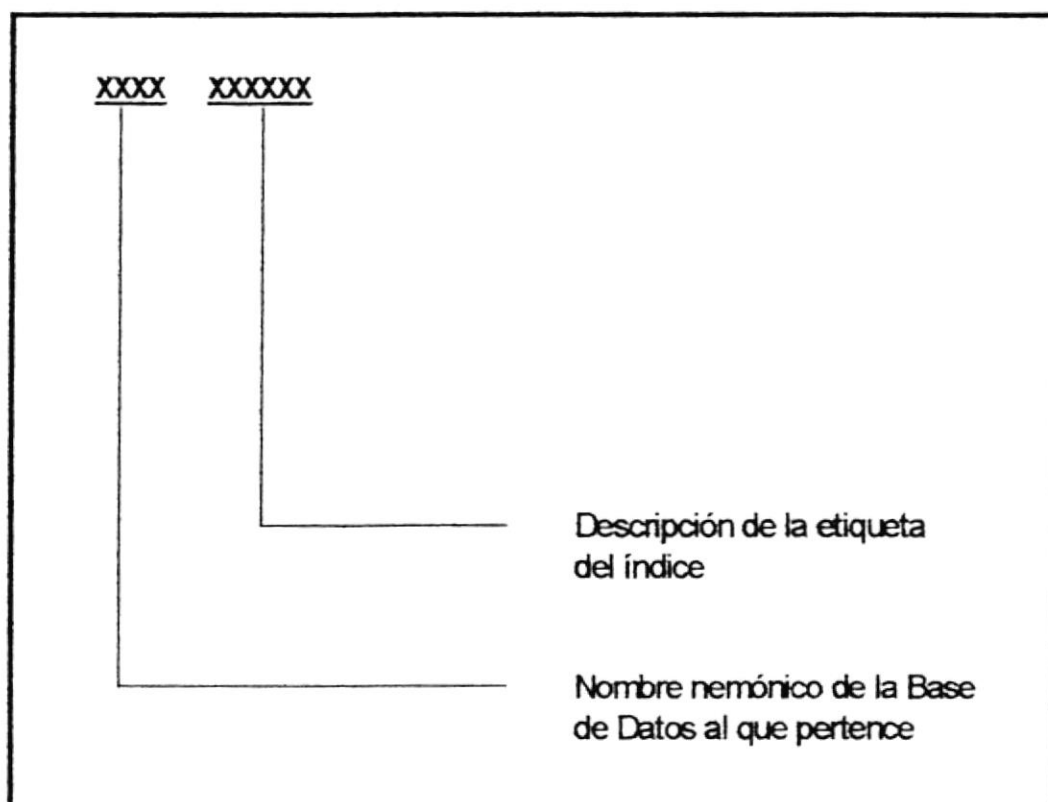 XXXX XXXXXX
Descripción de la etiqueta
del índice
Nombre nemónico de la Base
de Datos al que pertence